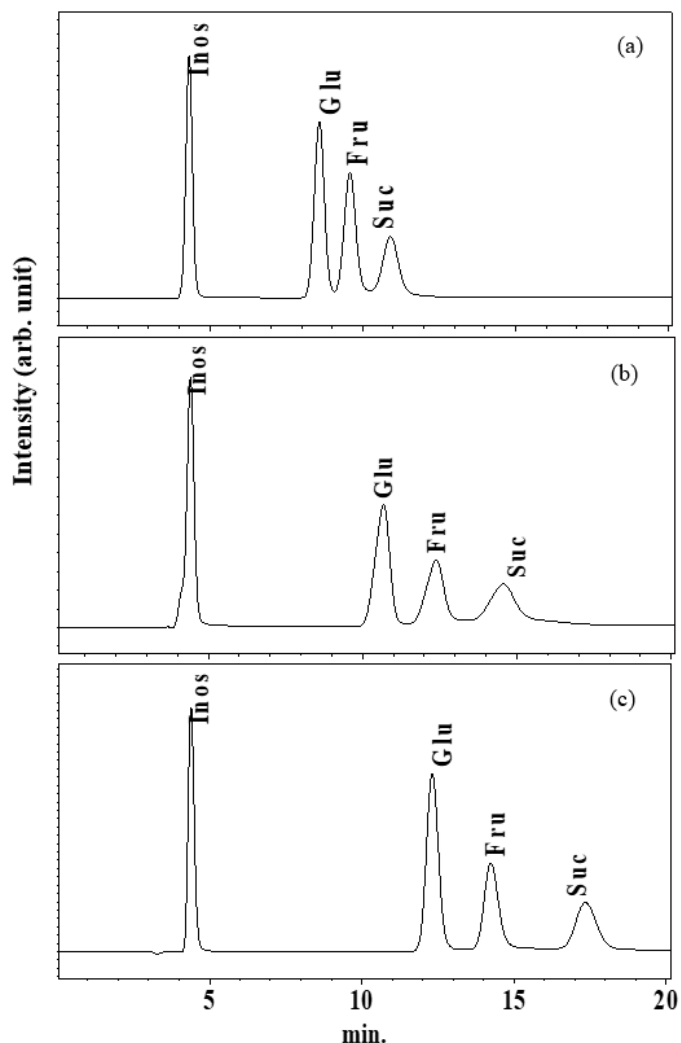 Inos
Glu
Fru
Suc
(a)
Inos
Glu
Fru
Suc
(b)
Inos
Glu
Fru
Suc
(c)
Intensity (arb. unit)
5
10
15
20
min.